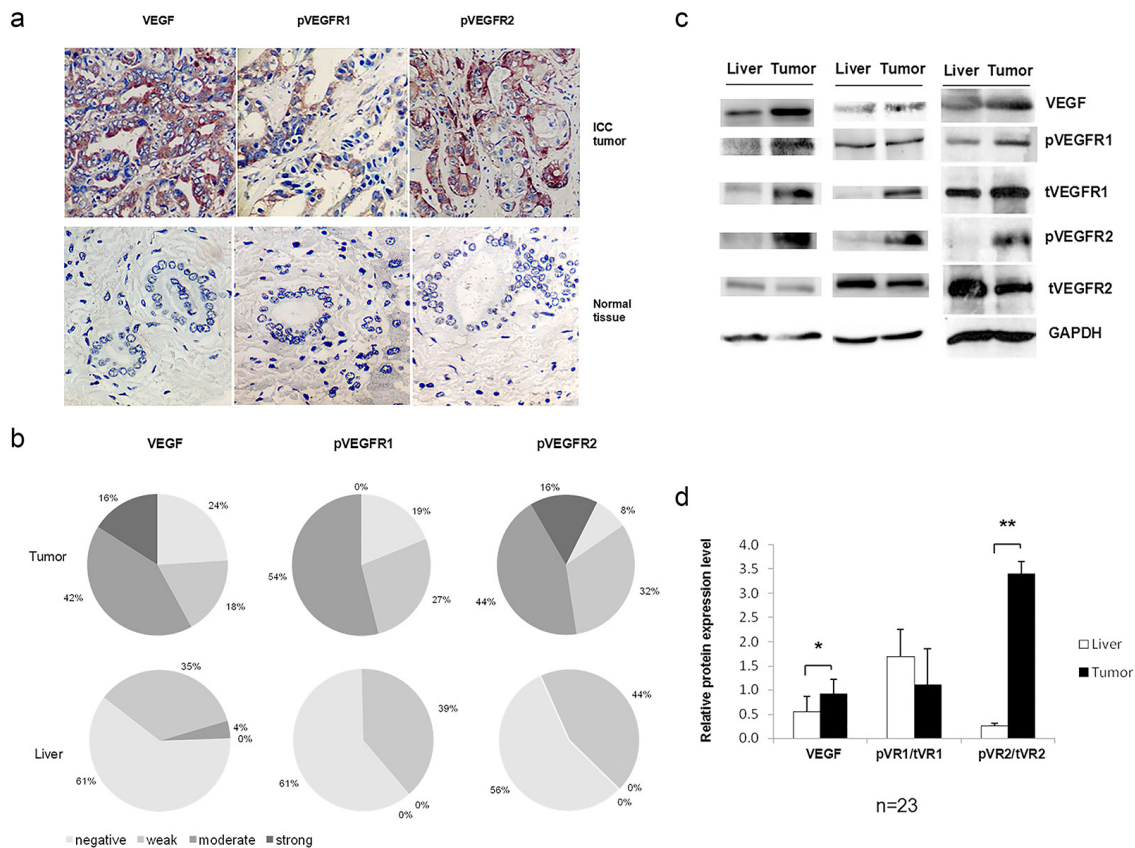 a
VEGF pVEGFR1 pVEGFR2
ICC
tumor
Normal
tissue
b
VEGF pVEGFR1 pVEGFR2
Tumor
16% 24% 42% 18%
0% 19% 54% 27%
16% 8% 44% 32%
Liver
35% 4% 0% 61%
39% 61% 0% 0%
44% 56% 0% 0%
negative weak moderate strong
c
Liver Tumor Liver Tumor Liver Tumor
VEGF
pVEGFR1
tVEGFR1
pVEGFR2
tVEGFR2
GAPDH
d
Relative protein expression level
4.0
3.5
3.0
2.5
2.0
1.5
1.0
0.5
0.0
*
**
VEGF pVR1/tVR1 pVR2/tVR2
Liver
Tumor
n=23